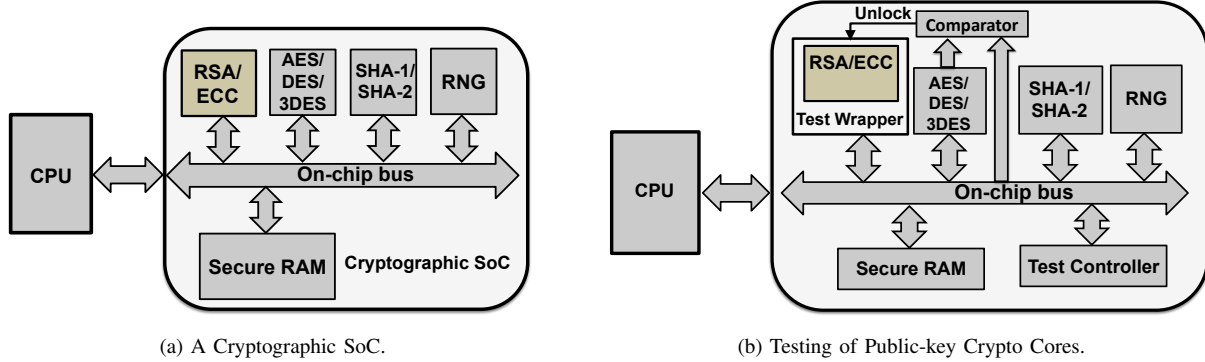 RSA/
ECC
AES/
DES/
3DES
SHA-1/
SHA-2
RNG
CPU
On-chip bus
Secure RAM
Cryptographic SoC
(a) A Cryptographic SoC.
Unlock
Comparator
RSA/ECC
Test Wrapper
AES/
DES/
3DES
SHA-1/
SHA-2
RNG
CPU
On-chip bus
Secure RAM
Test Controller
(b) Testing of Public-key Crypto Cores.